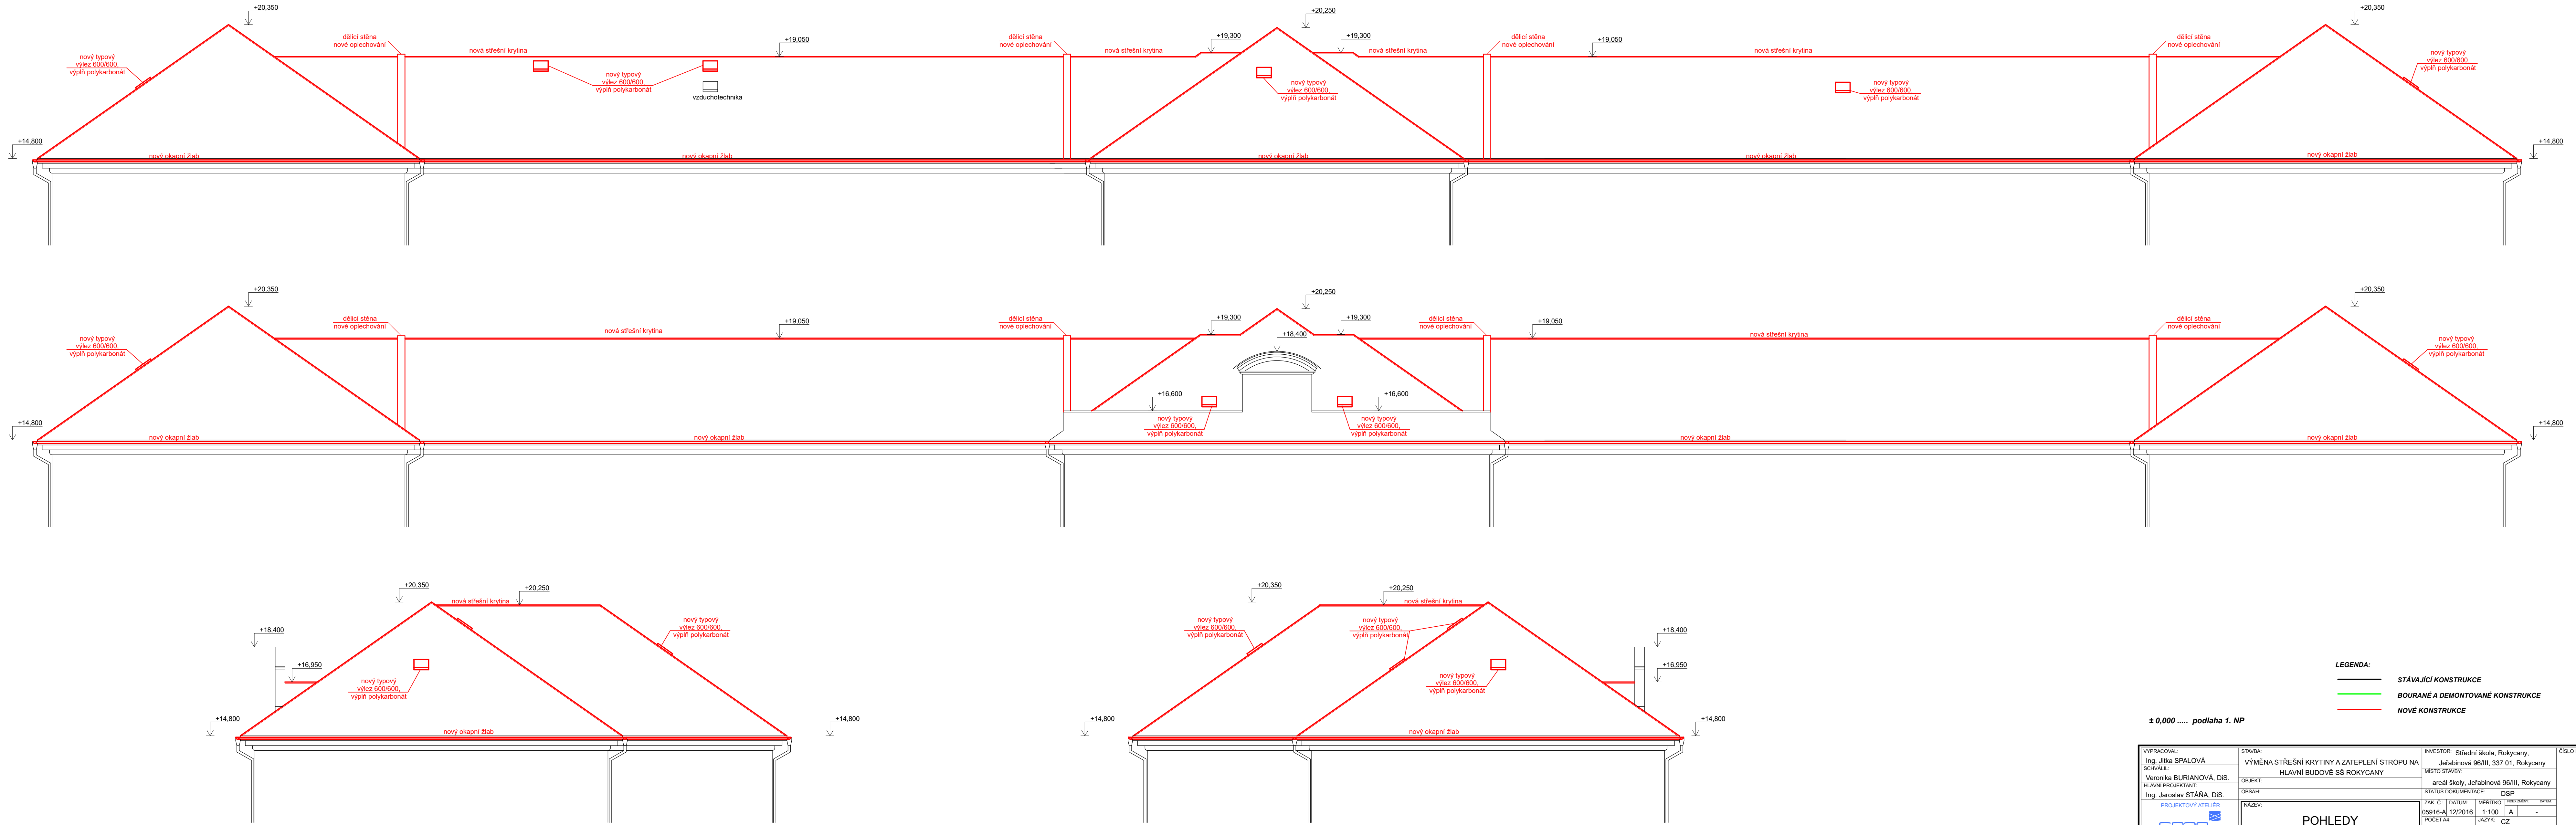 +20,350
+20,250
+20,350
dělicí stěna
nové oplechování
nová střešní krytina
+19,050
dělicí stěna
nové oplechování
nová střešní krytina
+19,300
+19,300
nová střešní krytina
dělicí stěna
nové oplechování
+19,050
nová střešní krytina
dělicí stěna
nové oplechování
nový typový
výlez 600/600,
výplň polykarbonát
nový typový
výlez 600/600,
výplň polykarbonát
vzduchotechnika
nový typový
výlez 600/600,
výplň polykarbonát
nový typový
výlez 600/600,
výplň polykarbonát
nový typový
výlez 600/600,
výplň polykarbonát
+14,800
nový okapní žlab
nový okapní žlab
nový okapní žlab
nový okapní žlab
nový okapní žlab
+14,800
+20,350
+20,250
+20,350
dělicí stěna
nové oplechování
nová střešní krytina
+19,050
dělicí stěna
nové oplechování
+19,300
+19,300
+18,400
dělicí stěna
nové oplechování
+19,050
nová střešní krytina
dělicí stěna
nové oplechování
nový typový
výlez 600/600,
výplň polykarbonát
nový typový
výlez 600/600,
výplň polykarbonát
+16,600
+16,600
nový typový
výlez 600/600,
výplň polykarbonát
nový typový
výlez 600/600,
výplň polykarbonát
+14,800
nový okapní žlab
nový okapní žlab
nový okapní žlab
nový okapní žlab
+14,800
+20,350
+20,250
nová střešní krytina
+18,400
+16,950
nový typový
výlez 600/600,
výplň polykarbonát
nový typový
výlez 600/600,
výplň polykarbonát
+14,800
nový okapní žlab
+14,800
+20,350
+20,250
nová střešní krytina
nový typový
výlez 600/600,
výplň polykarbonát
nový typový
výlez 600/600,
výplň polykarbonát
+18,400
+16,950
nový typový
výlez 600/600,
výplň polykarbonát
+14,800
nový okapní žlab
+14,800
LEGENDA:
STÁVAJÍCÍ KONSTRUKCE
BOURANÉ A DEMONTOVANÉ KONSTRUKCE
NOVÉ KONSTRUKCE
± 0,000 ..... podlaha 1. NP
VYPRACOVAL:
Ing. Jitka SPALOVÁ
SCHVÁLIL:
Veronika BURIANOVÁ, DiS.
HLAVNÍ PROJEKTANT:
Ing. Jaroslav STÁŇA, DiS.
PROJEKTOVÝ ATELIÉR
STAVBA:
VÝMĚNA STŘEŠNÍ KRYTINY A ZATEPLENÍ STROPU NA
HLAVNÍ BUDOVĚ SŠ ROKYCANY
OBJEKT:
OBSAH:
NÁZEV:
POHLEDY
INVESTOR: Střední škola, Rokycany,
Jeřabinová 96/III, 337 01, Rokycany
MÍSTO STAVBY:
areál školy, Jeřabinová 96/III, Rokycany
STATUS DOKUMENTACE: DSP
ZAK. Č.: DATUM: MĚŘÍTKO:
05916-A 12/2016 1:100 A -
POČET A4: JAZYK: CZ